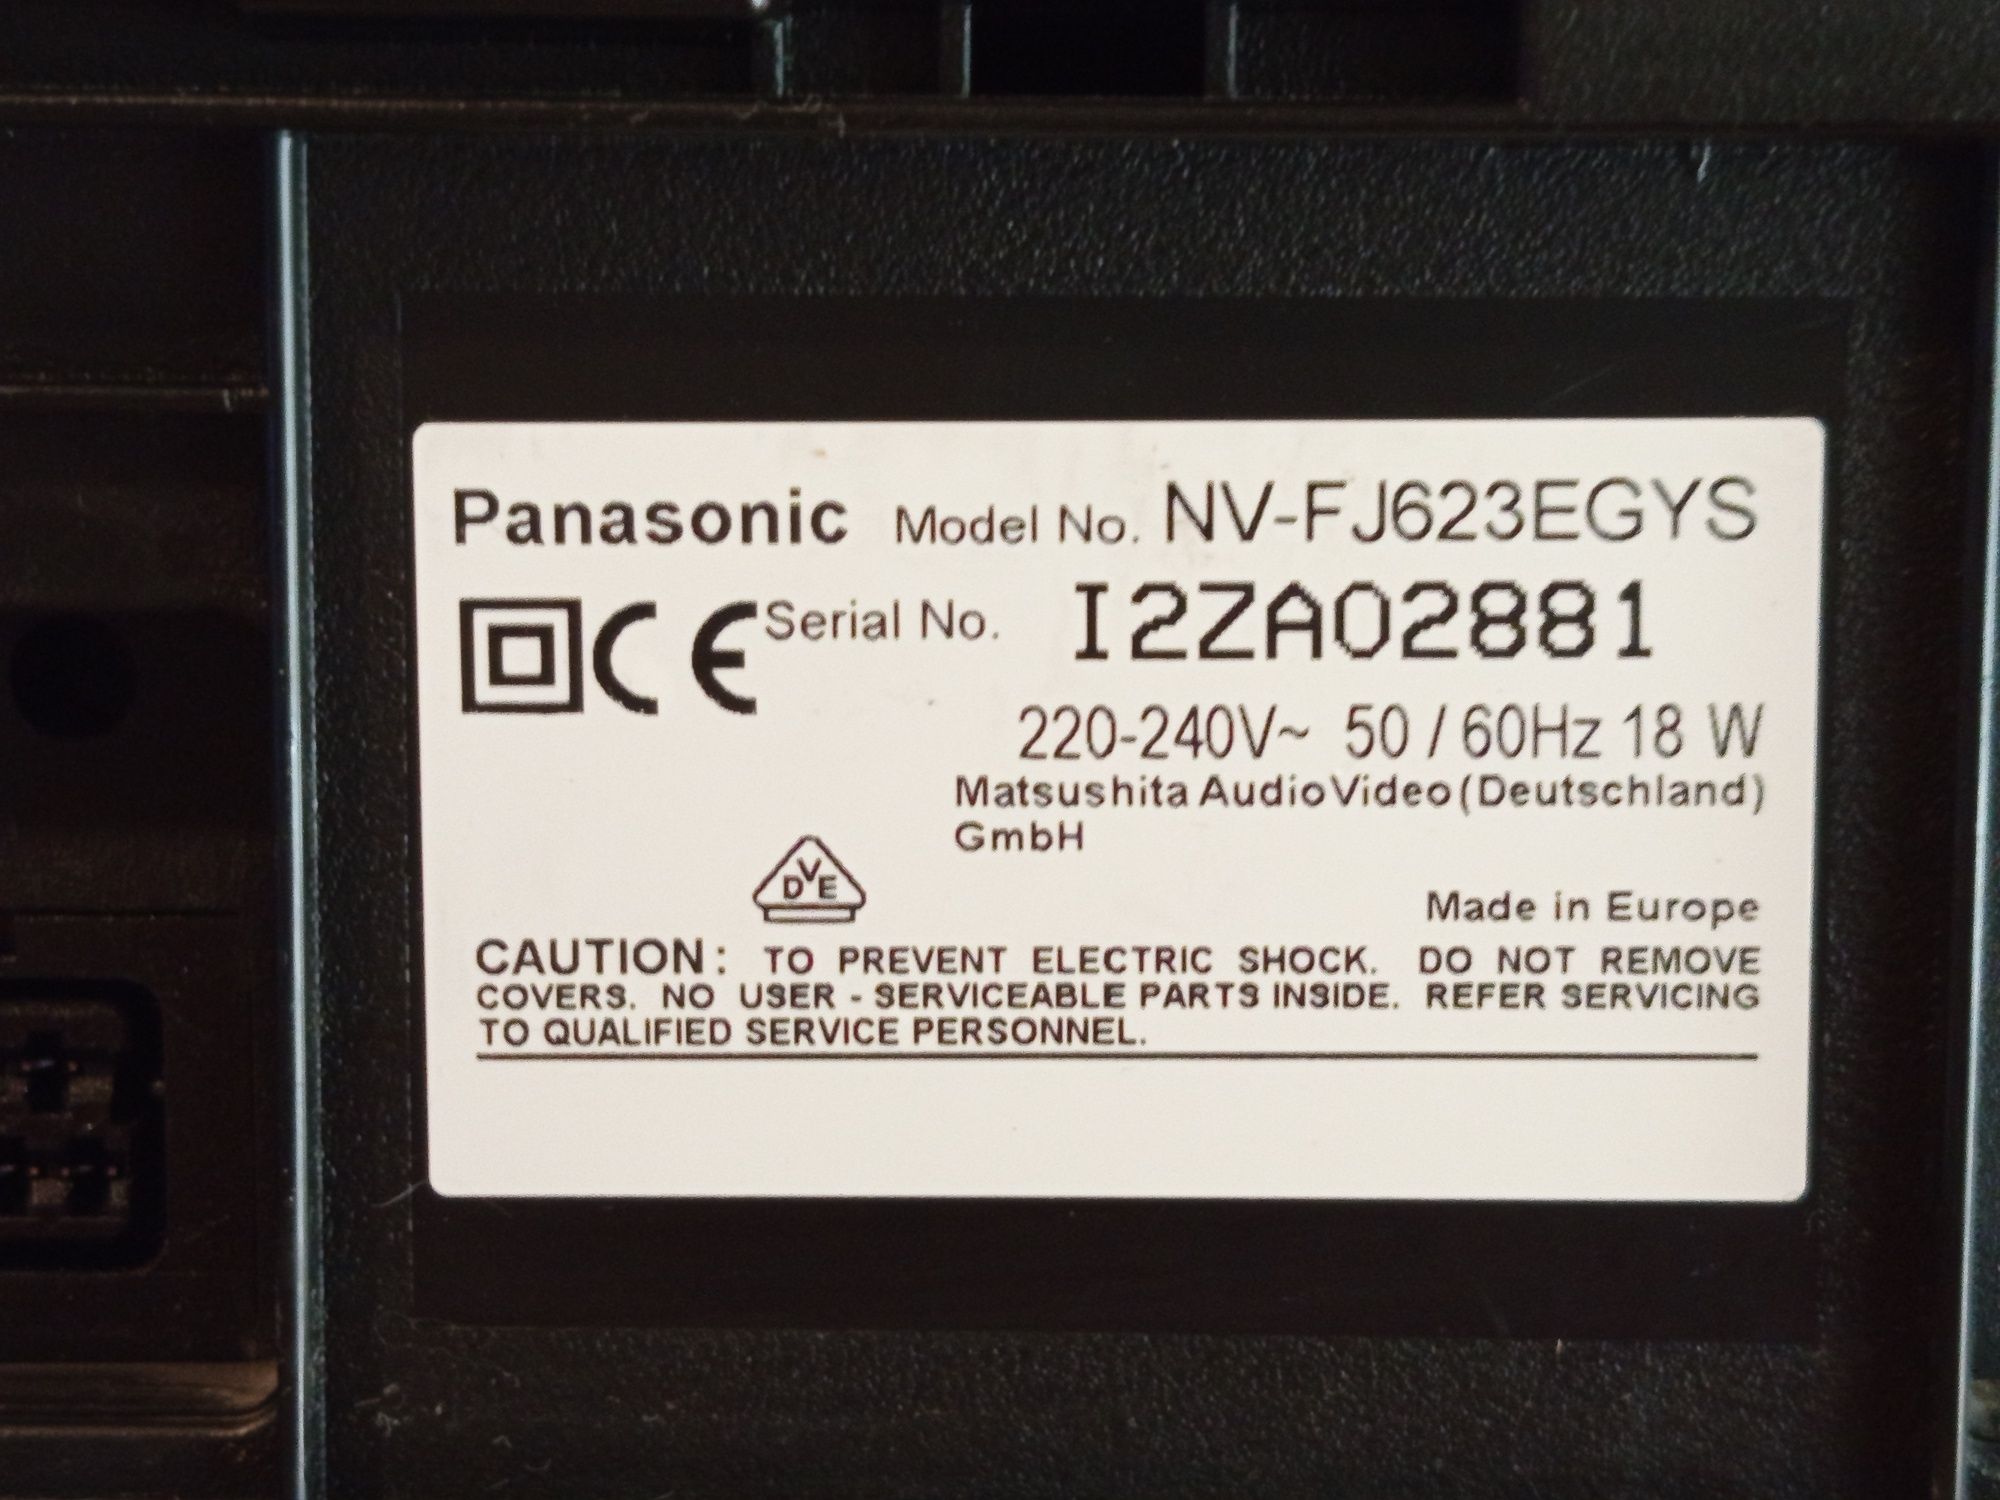 Panasonic Model No. NV-FJ623EGYS
CE Serial No. I2ZA02881
220-240V~ 50 / 60Hz 18 W
Matsushita Audio Video (Deutschland)
GmbH
DVE
Made in Europe
CAUTION: TO PREVENT ELECTRIC SHOCK. DO NOT REMOVE
COVERS. NO USER - SERVICEABLE PARTS INSIDE. REFER SERVICING
TO QUALIFIED SERVICE PERSONNEL.